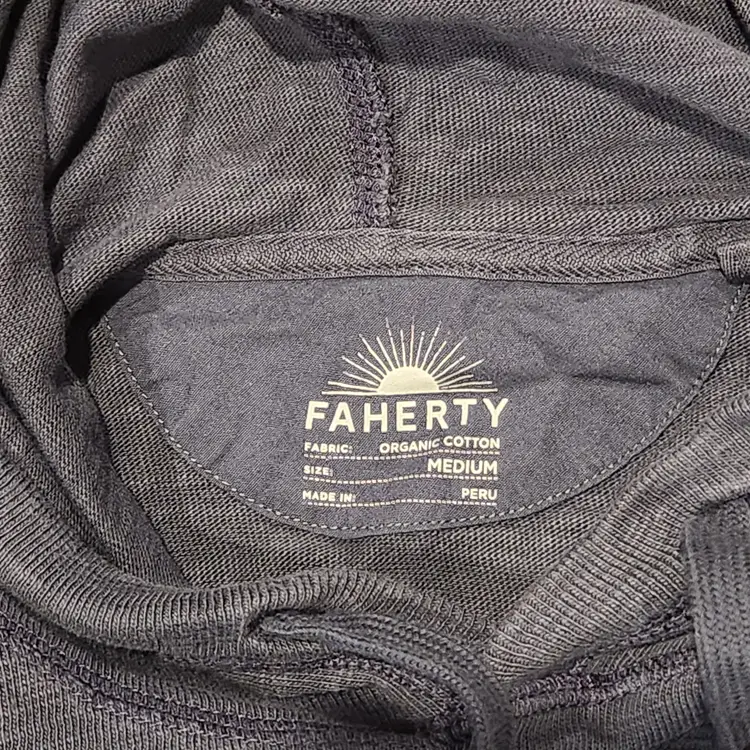 FAHERTY
FABRIC: ORGANIC COTTON
SIZE: MEDIUM
MADE IN: PERU